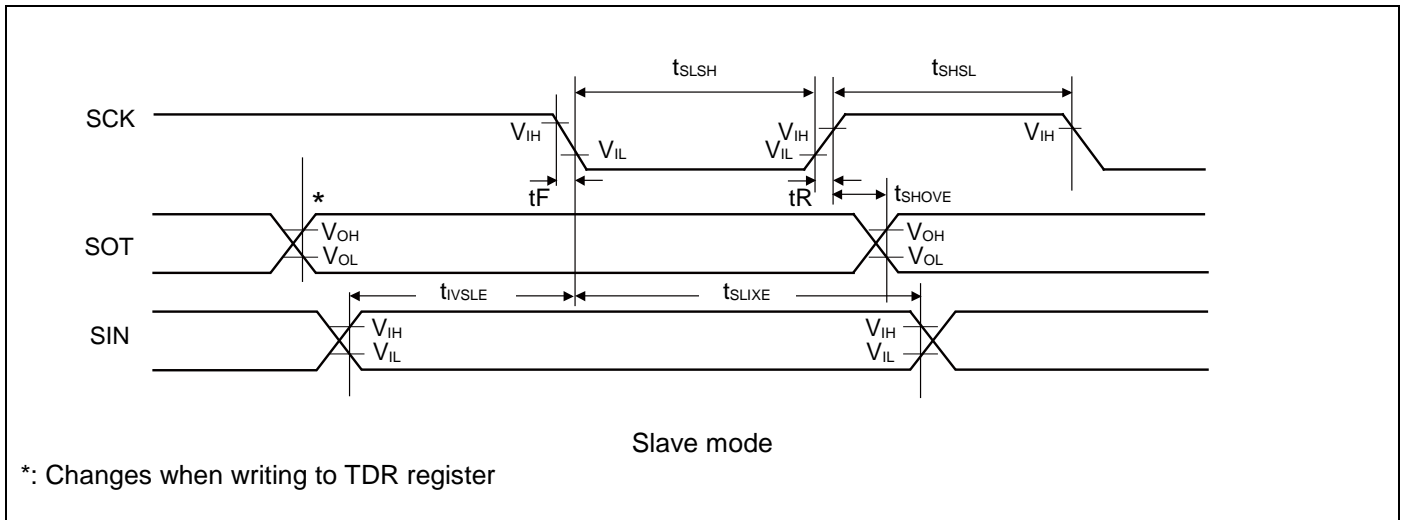 tSLSH
tSHSL
SCK
VIH
VIL
VIL
VIH
VIH
tF
tR
tSHOVE
*
SOT
VOH
VOL
VOH
VOL
tIVSLE
tSLIXE
SIN
VIH
VIL
VIH
VIL
Slave mode
*: Changes when writing to TDR register